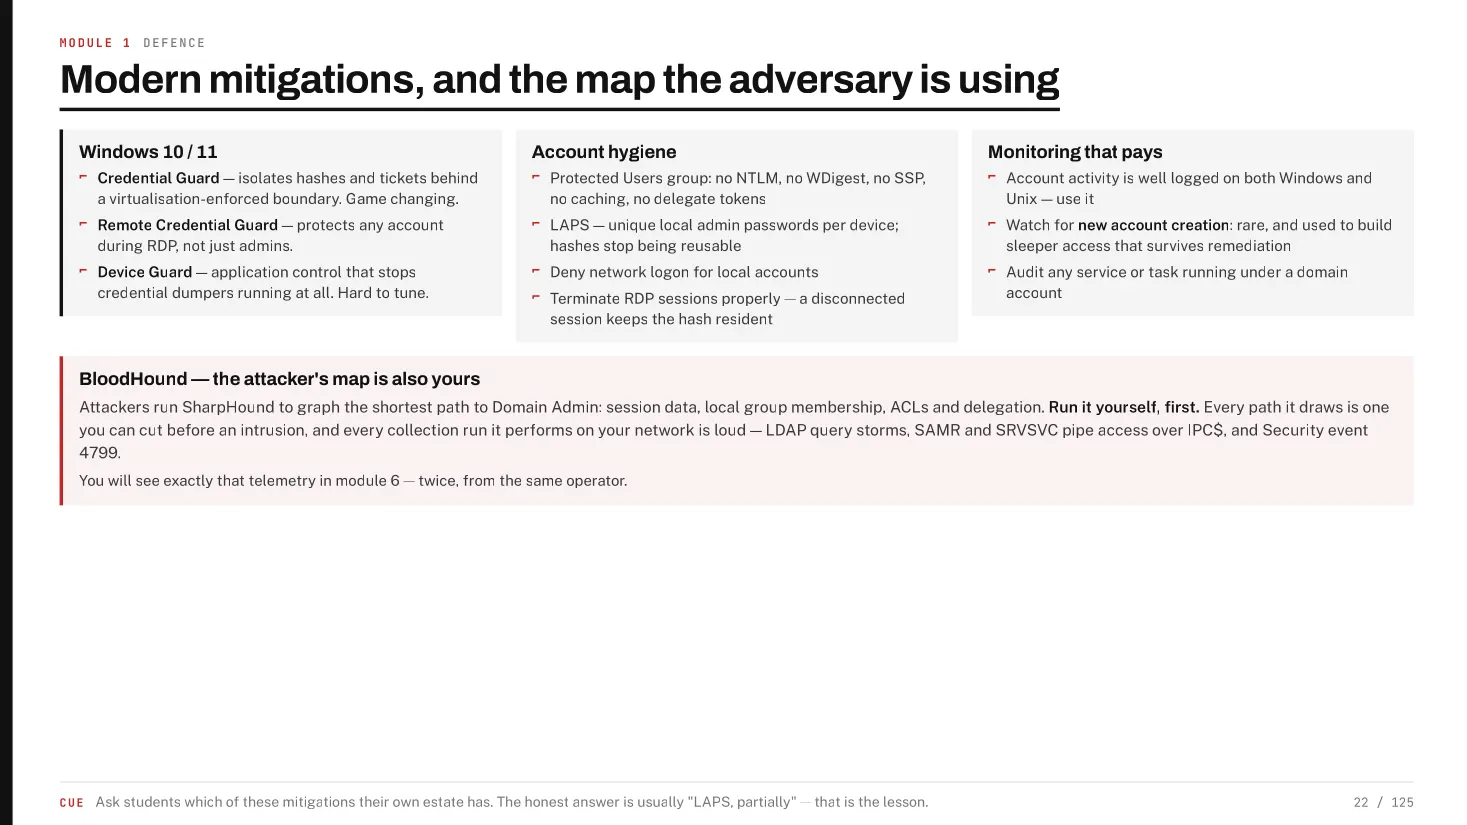 MODULE 1 DEFENCE
Modern mitigations, and the map the adversary is using
Windows 10 / 11
Credential Guard — isolates hashes and tickets behind
a virtualisation-enforced boundary. Game changing.
Remote Credential Guard — protects any account
during RDP, not just admins.
Device Guard — application control that stops
credential dumpers running at all. Hard to tune.
Account hygiene
Protected Users group: no NTLM, no WDigest, no SSP,
no caching, no delegate tokens
LAPS — unique local admin passwords per device;
hashes stop being reusable
Deny network logon for local accounts
Terminate RDP sessions properly — a disconnected
session keeps the hash resident
Monitoring that pays
Account activity is well logged on both Windows and
Unix — use it
Watch for new account creation: rare, and used to build
sleeper access that survives remediation
Audit any service or task running under a domain
account
BloodHound — the attacker's map is also yours
Attackers run SharpHound to graph the shortest path to Domain Admin: session data, local group membership, ACLs and delegation. Run it yourself, first. Every path it draws is one
you can cut before an intrusion, and every collection run it performs on your network is loud — LDAP query storms, SAMR and SRVSVC pipe access over IPC$, and Security event
4799.
You will see exactly that telemetry in module 6 — twice, from the same operator.
CUE Ask students which of these mitigations their own estate has. The honest answer is usually "LAPS, partially" — that is the lesson.
22 / 125